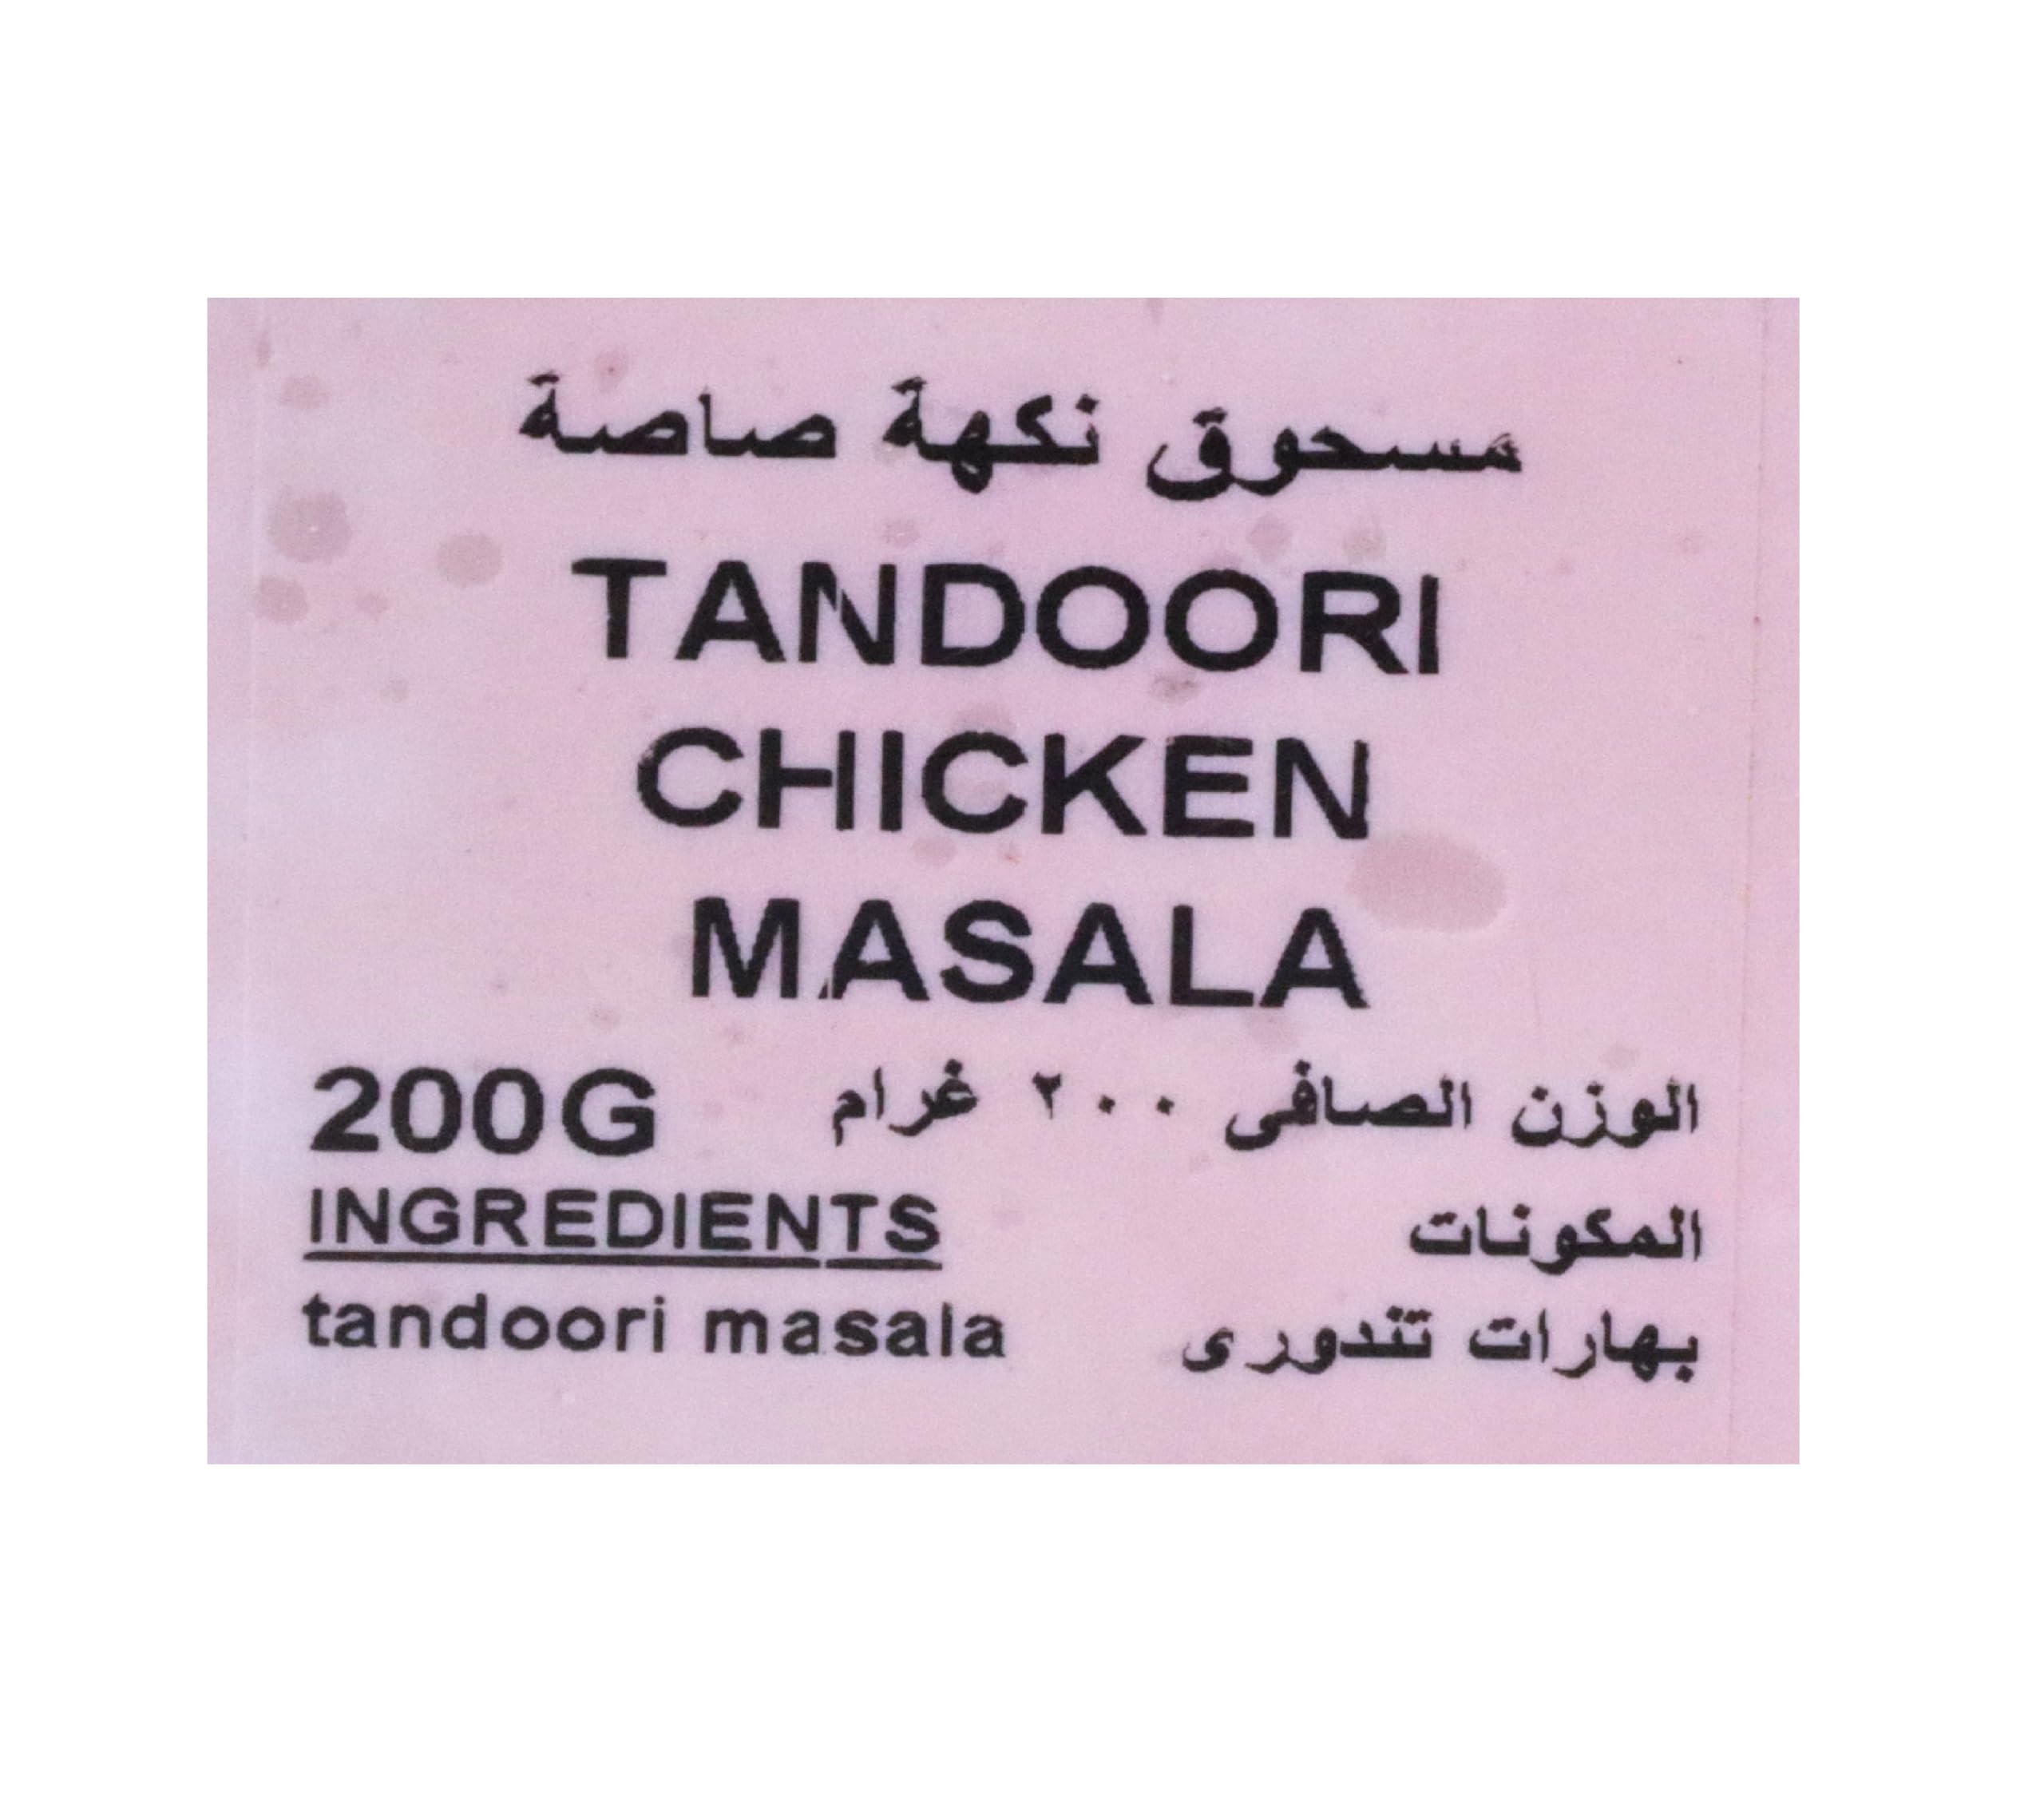 مسحوق نكهة صاصة
TANDOORI
CHICKEN
MASALA
200G الوزن الصافى ٢٠٠ غرام
INGREDIENTS المكونات
tandoori masala بهارات تندورى